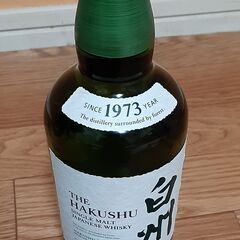 SINCE 1973 YEAR
The distillery surrounded by forest
THE
HAKUSHU
SINGLE MALT
JAPANESE WHISKY
白州